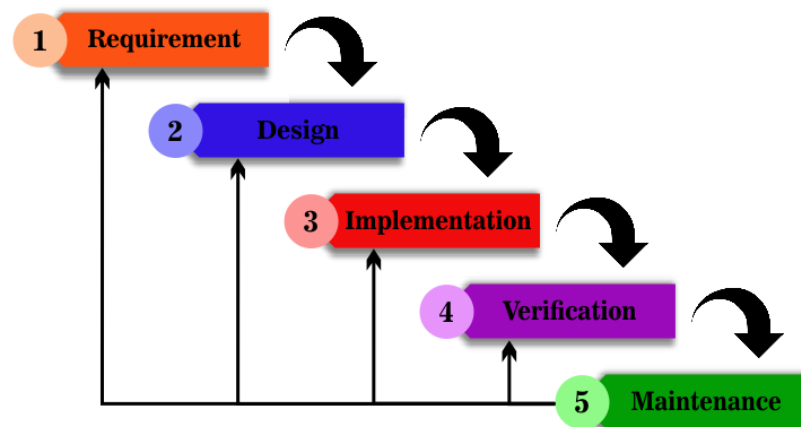 1 Requirement
2 Design
3 Implementation
4 Verification
5 Maintenance